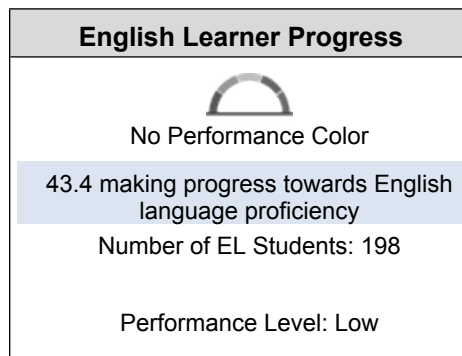 English Learner Progress
No Performance Color
43.4 making progress towards English
language proficiency
Number of EL Students: 198
Performance Level: Low